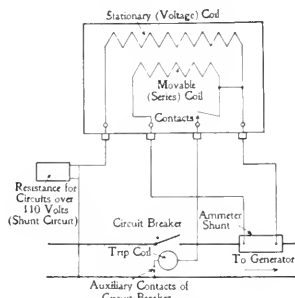 Stationary (Voltage) Coil
Movable
(Series) Coil
Contacts
Resistance for
Circuits over
110 Volts
(Shunt Circuit)
Circuit Breaker
Ammeter
Shunt
Trip Coil
To Generator
Auxiliary Contacts of
Circuit Breaker